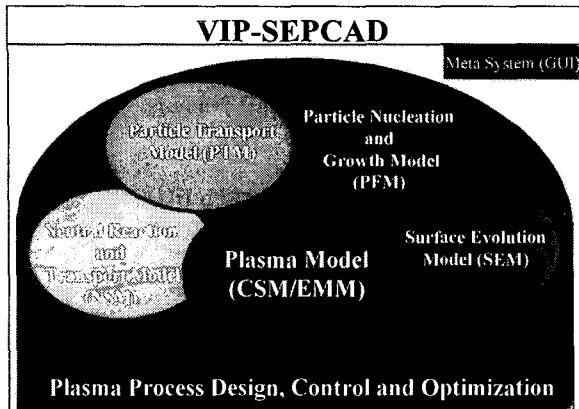 VIP-SEPCAD
Meta System (GUI)
Particle Transport
Model (PTM)
Particle Nucleation
and
Growth Model
(PFM)
Neutral Reaction
and
Transport Model
(NSM)
Plasma Model
(CSM/EMM)
Surface Evolution
Model (SEM)
Plasma Process Design, Control and Optimization